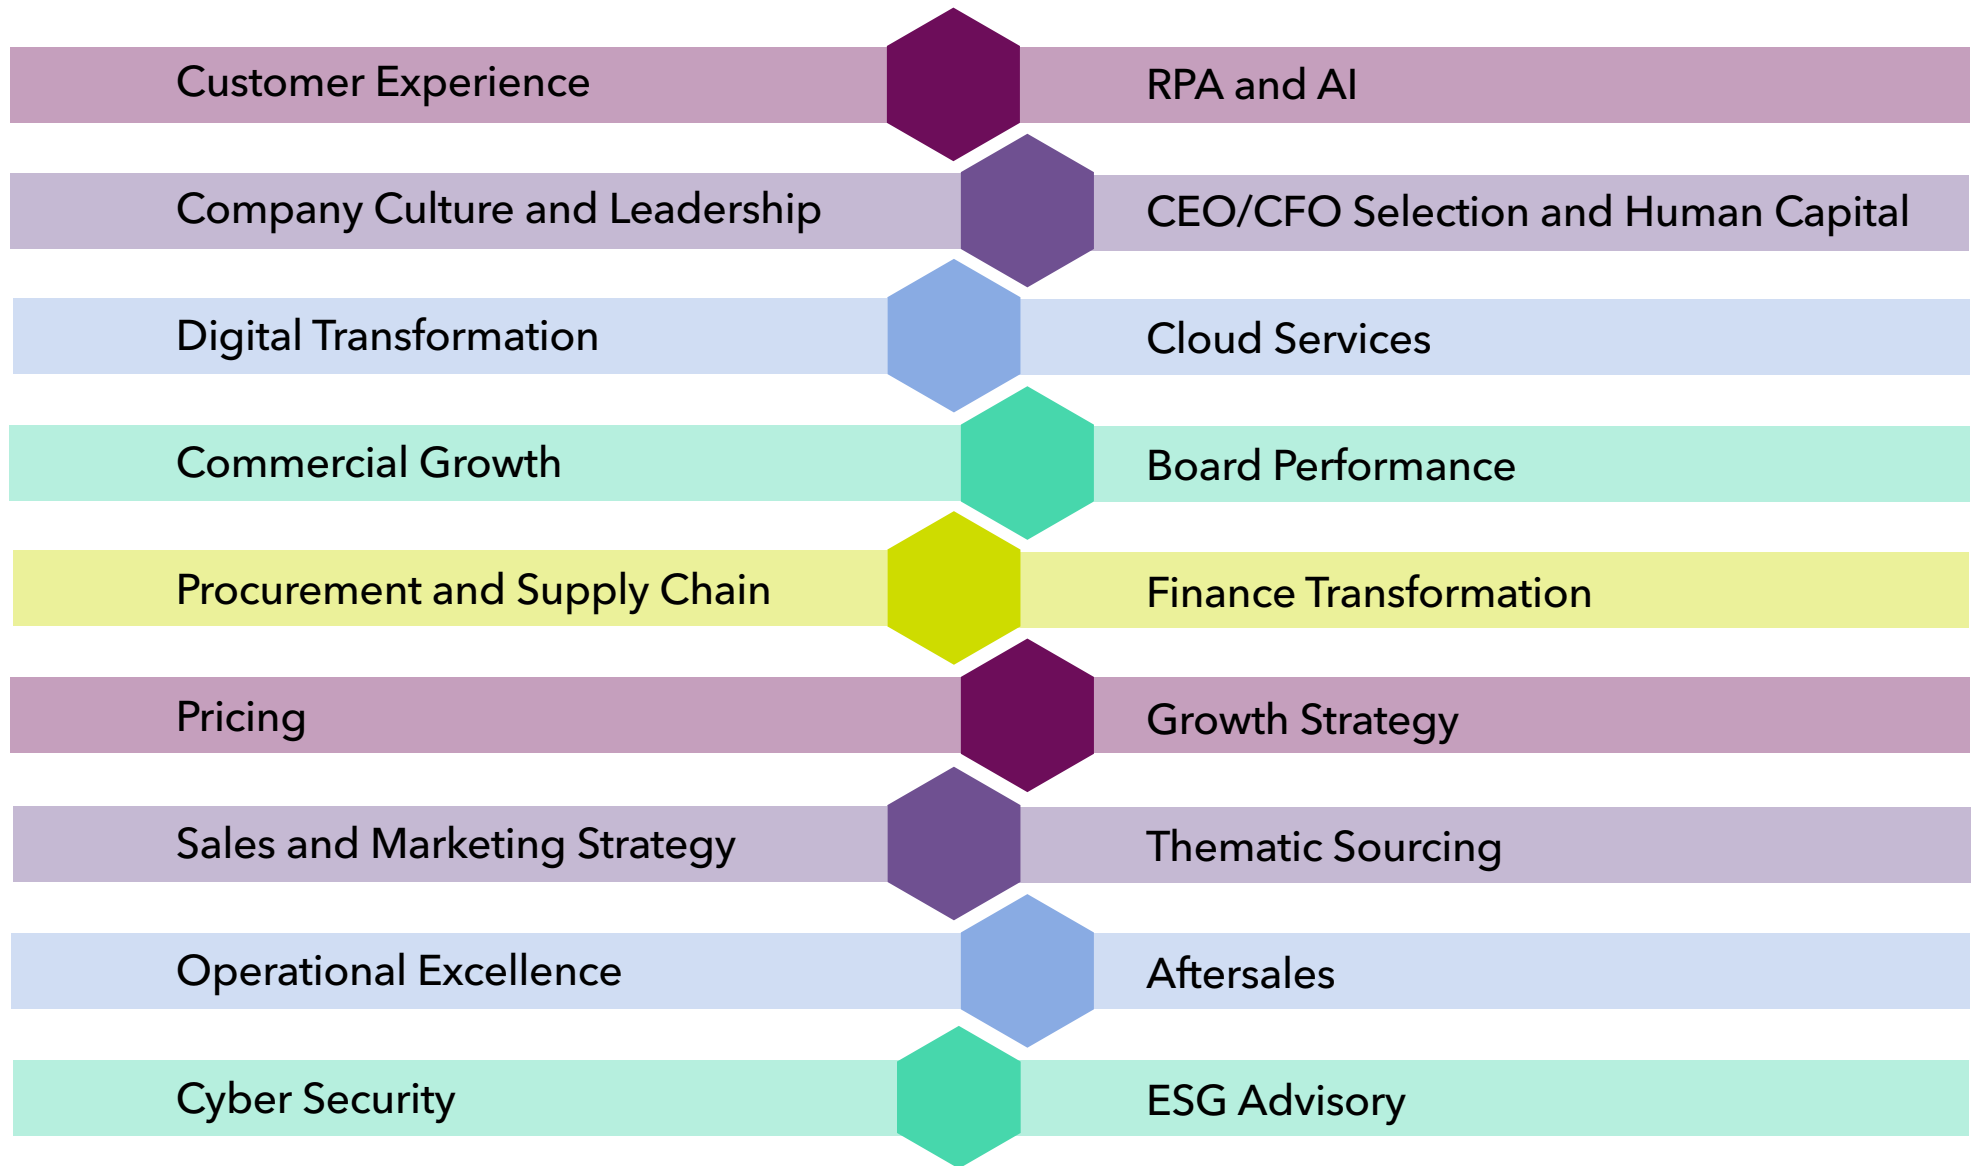 Customer Experience
RPA and AI
Company Culture and Leadership
CEO/CFO Selection and Human Capital
Digital Transformation
Cloud Services
Commercial Growth
Board Performance
Procurement and Supply Chain
Finance Transformation
Pricing
Growth Strategy
Sales and Marketing Strategy
Thematic Sourcing
Operational Excellence
Aftersales
Cyber Security
ESG Advisory